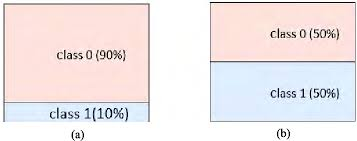 class 0 (90%)
class 1(10%)
(a)
class 0 (50%)
class 1 (50%)
(b)